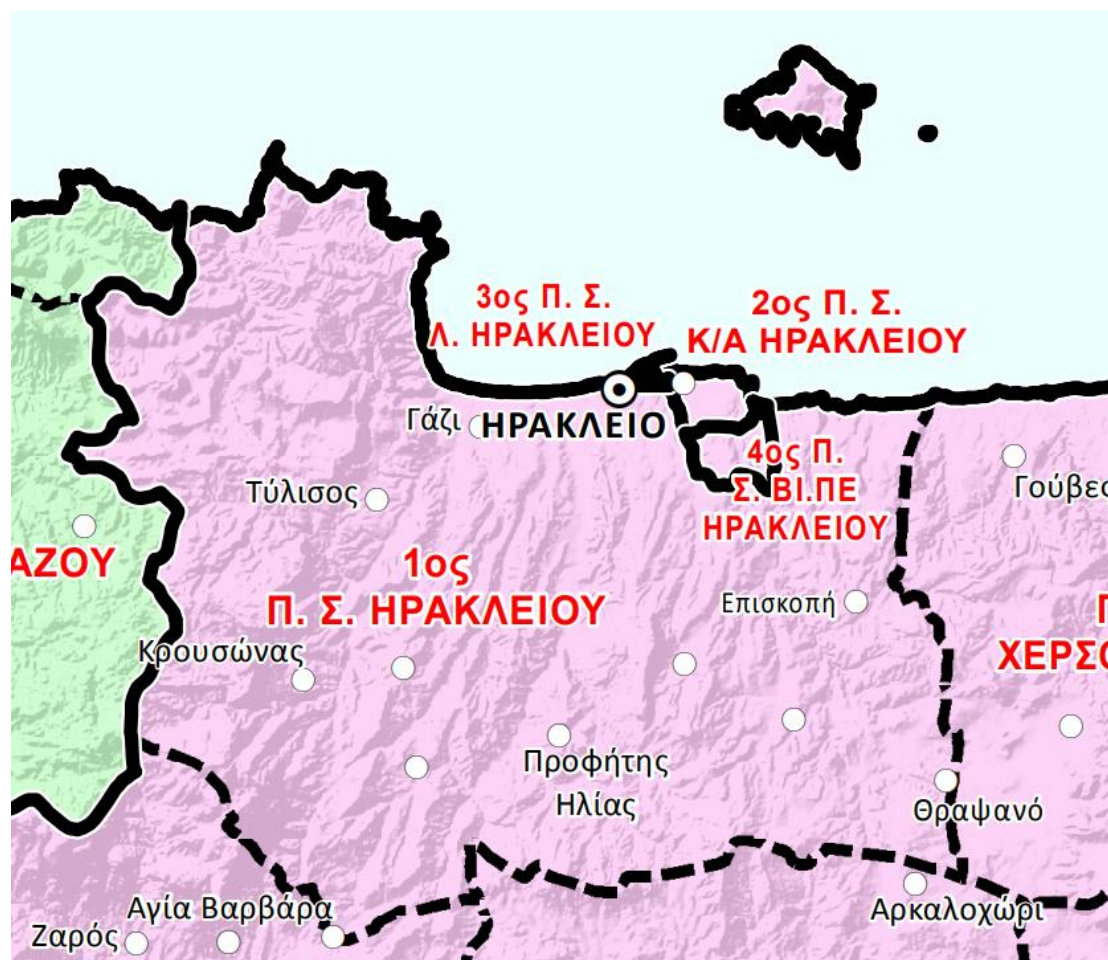 3ος Π. Σ.
Λ. ΗΡΑΚΛΕΙΟΥ
2ος Π. Σ.
Κ/Α ΗΡΑΚΛΕΙΟΥ
Γάζι
ΗΡΑΚΛΕΙΟ
4ος Π.
Σ. ΒΙ.ΠΕ
ΗΡΑΚΛΕΙΟΥ
Γούβες
Τύλισος
ΑΖΟΥ
1ος
Π. Σ. ΗΡΑΚΛΕΙΟΥ
Επισκοπή
ΧΕΡΣΟ
Κρουσώνας
Προφήτης
Ηλίας
Θραψανό
Αρκαλοχώρι
Αγία Βαρβάρα
Ζαρός